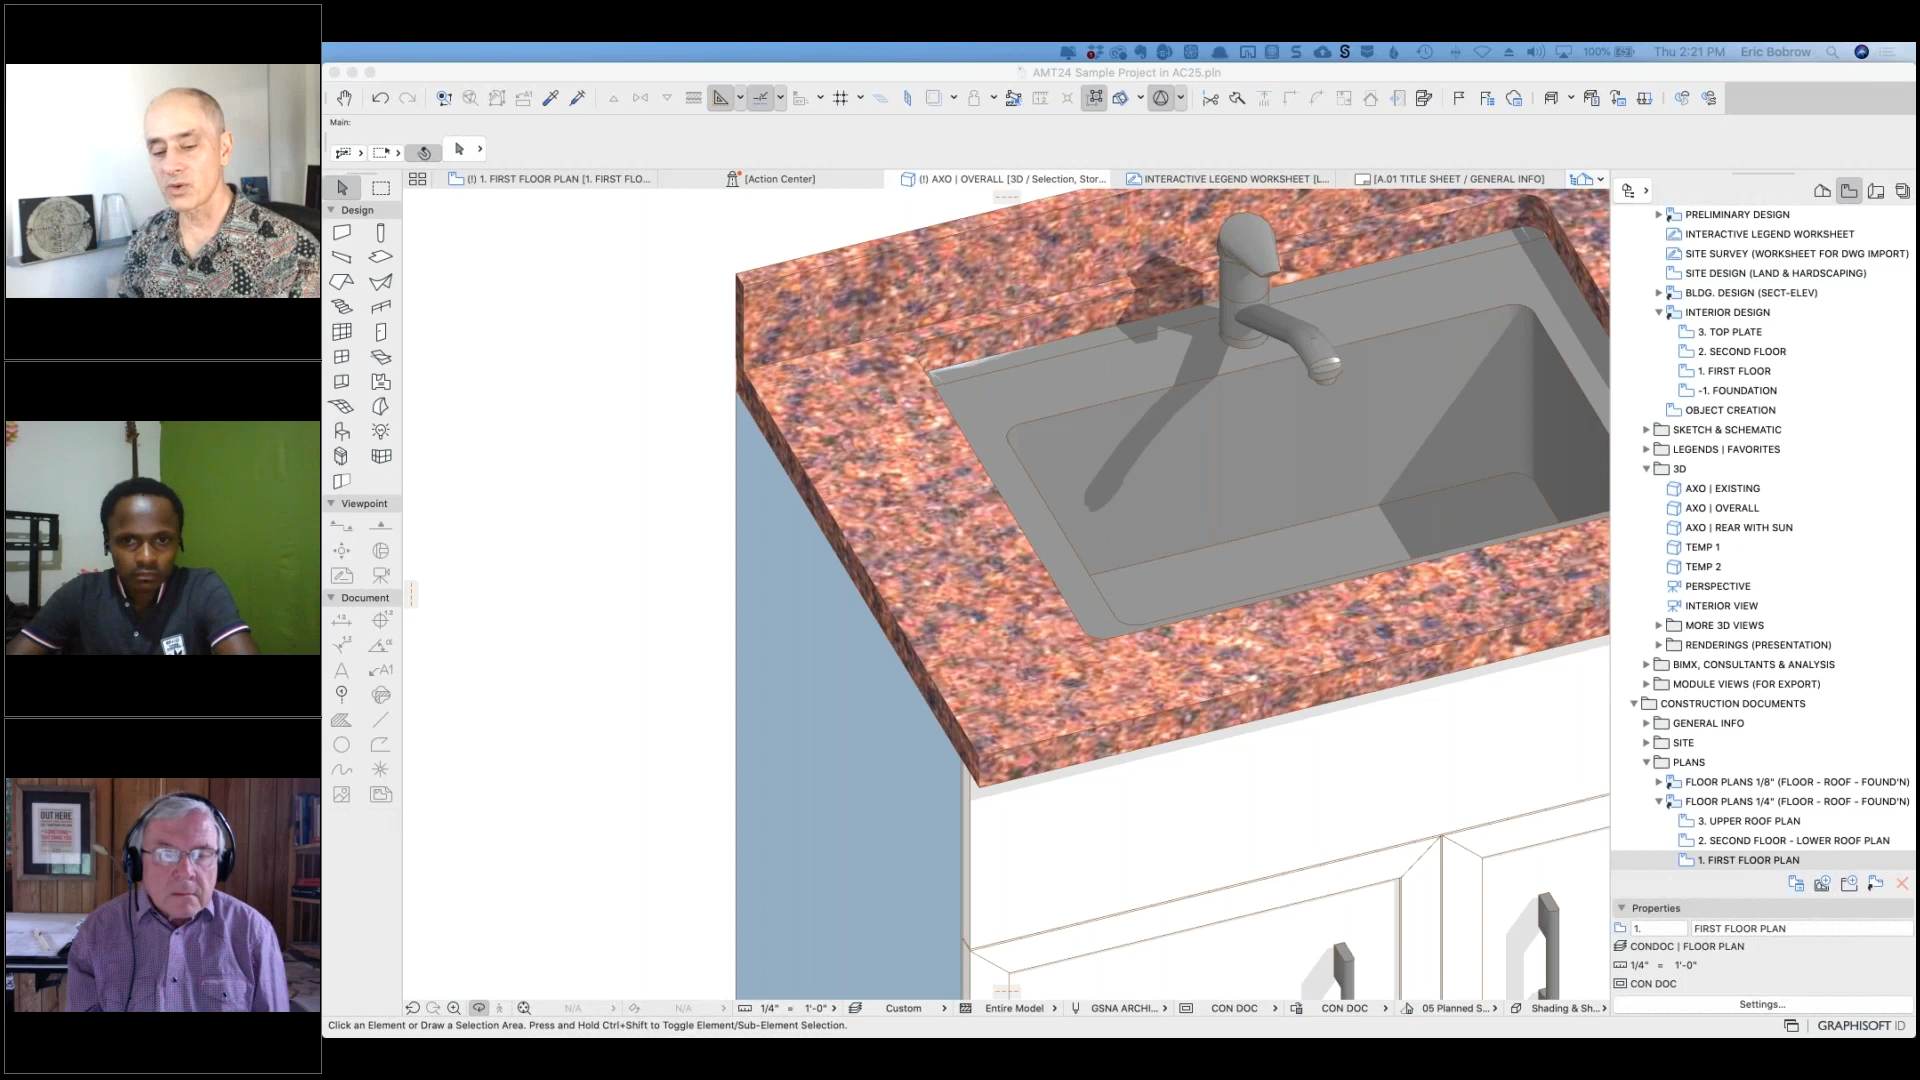 OUT HERE
100%
Thu 2:21 PM
Eric Bobrow
AMT24 Sample Project in AC25.pln
Main:
(!) 1. FIRST FLOOR PLAN [1. FIRST FLO...
[Action Center]
(!) AXO | OVERALL [3D / Selection, Stor...
INTERACTIVE LEGEND WORKSHEET [L...
[A.01 TITLE SHEET / GENERAL INFO]
Design
Viewpoint
Document
PRELIMINARY DESIGN
INTERACTIVE LEGEND WORKSHEET
SITE SURVEY (WORKSHEET FOR DWG IMPORT)
SITE DESIGN (LAND & HARDSCAPING)
BLDG. DESIGN (SECT-ELEV)
INTERIOR DESIGN
3. TOP PLATE
2. SECOND FLOOR
1. FIRST FLOOR
-1. FOUNDATION
OBJECT CREATION
SKETCH & SCHEMATIC
LEGENDS | FAVORITES
3D
AXO | EXISTING
AXO | OVERALL
AXO | REAR WITH SUN
TEMP 1
TEMP 2
PERSPECTIVE
INTERIOR VIEW
MORE 3D VIEWS
RENDERINGS (PRESENTATION)
BIMX, CONSULTANTS & ANALYSIS
MODULE VIEWS (FOR EXPORT)
CONSTRUCTION DOCUMENTS
GENERAL INFO
SITE
PLANS
FLOOR PLANS 1/8" (FLOOR - ROOF - FOUND'N)
FLOOR PLANS 1/4" (FLOOR - ROOF - FOUND'N)
3. UPPER ROOF PLAN
2. SECOND FLOOR - LOWER ROOF PLAN
1. FIRST FLOOR PLAN
Properties
1. FIRST FLOOR PLAN
CONDOC | FLOOR PLAN
1/4" = 1'-0"
CON DOC
Settings...
N/A
N/A
1/4" = 1'-0"
Custom
Entire Model
GSNA ARCHI...
CON DOC
CON DOC
05 Planned S...
Shading & Sh...
Click an Element or Draw a Selection Area. Press and Hold Ctrl+Shift to Toggle Element/Sub-Element Selection.
GRAPHISOFT ID